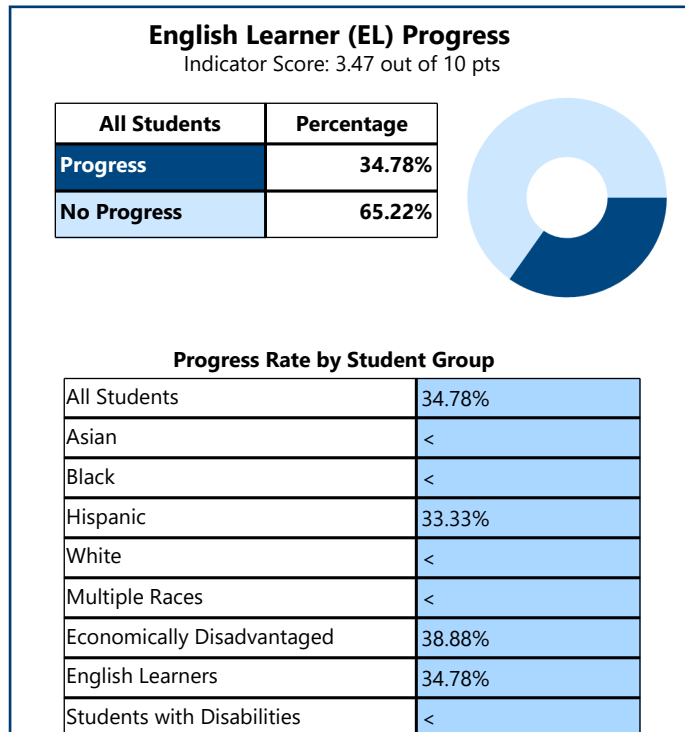 English Learner (EL) Progress
Indicator Score: 3.47 out of 10 pts
All Students Percentage
Progress 34.78%
No Progress 65.22%
Progress Rate by Student Group
All Students 34.78%
Asian <
Black <
Hispanic 33.33%
White <
Multiple Races <
Economically Disadvantaged 38.88%
English Learners 34.78%
Students with Disabilities <